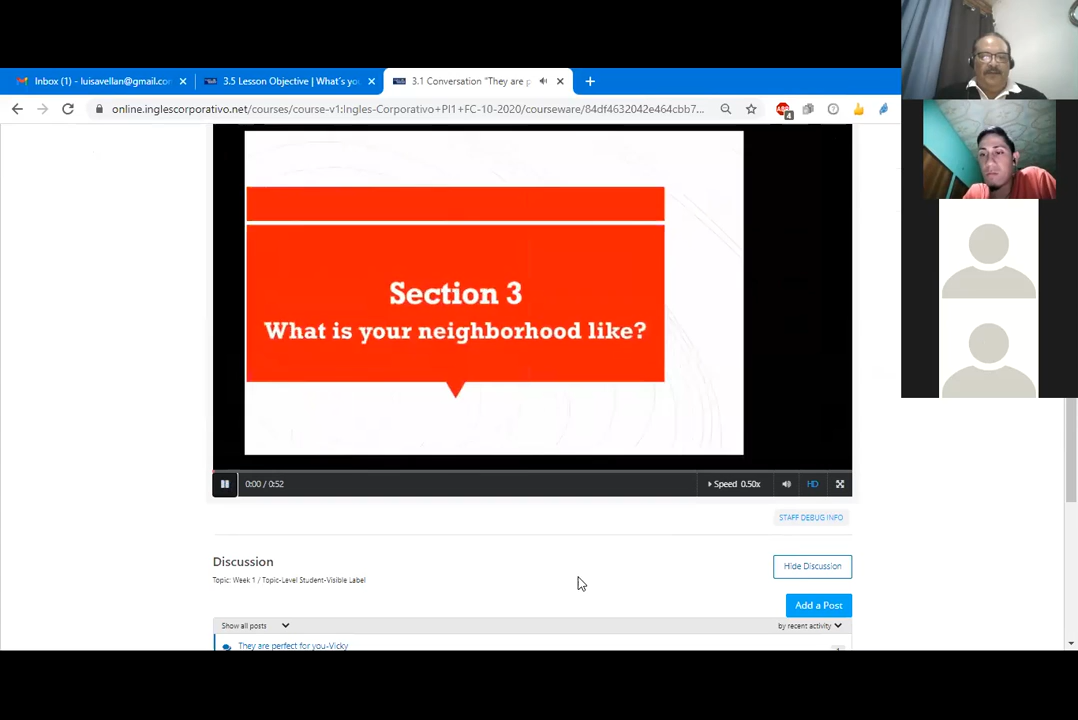 Inbox (1) - luisavellan@gmail.co
3.5 Lesson Objective | What's yo
3.1 Conversation "They are p
online.inglescorporativo.net/courses/course-v1:Ingles-Corporativo+PI1+FC-10-2020/courseware/84df4632042e464cbb7...
4
Section 3
What is your neighborhood like?
0:00 / 0:52
Speed 0.50x
HD
STAFF DEBUG INFO
Discussion
Hide Discussion
Topic: Week 1 / Topic-Level Student-Visible Label
Add a Post
Show all posts
by recent activity
They are perfect for you-Vicky